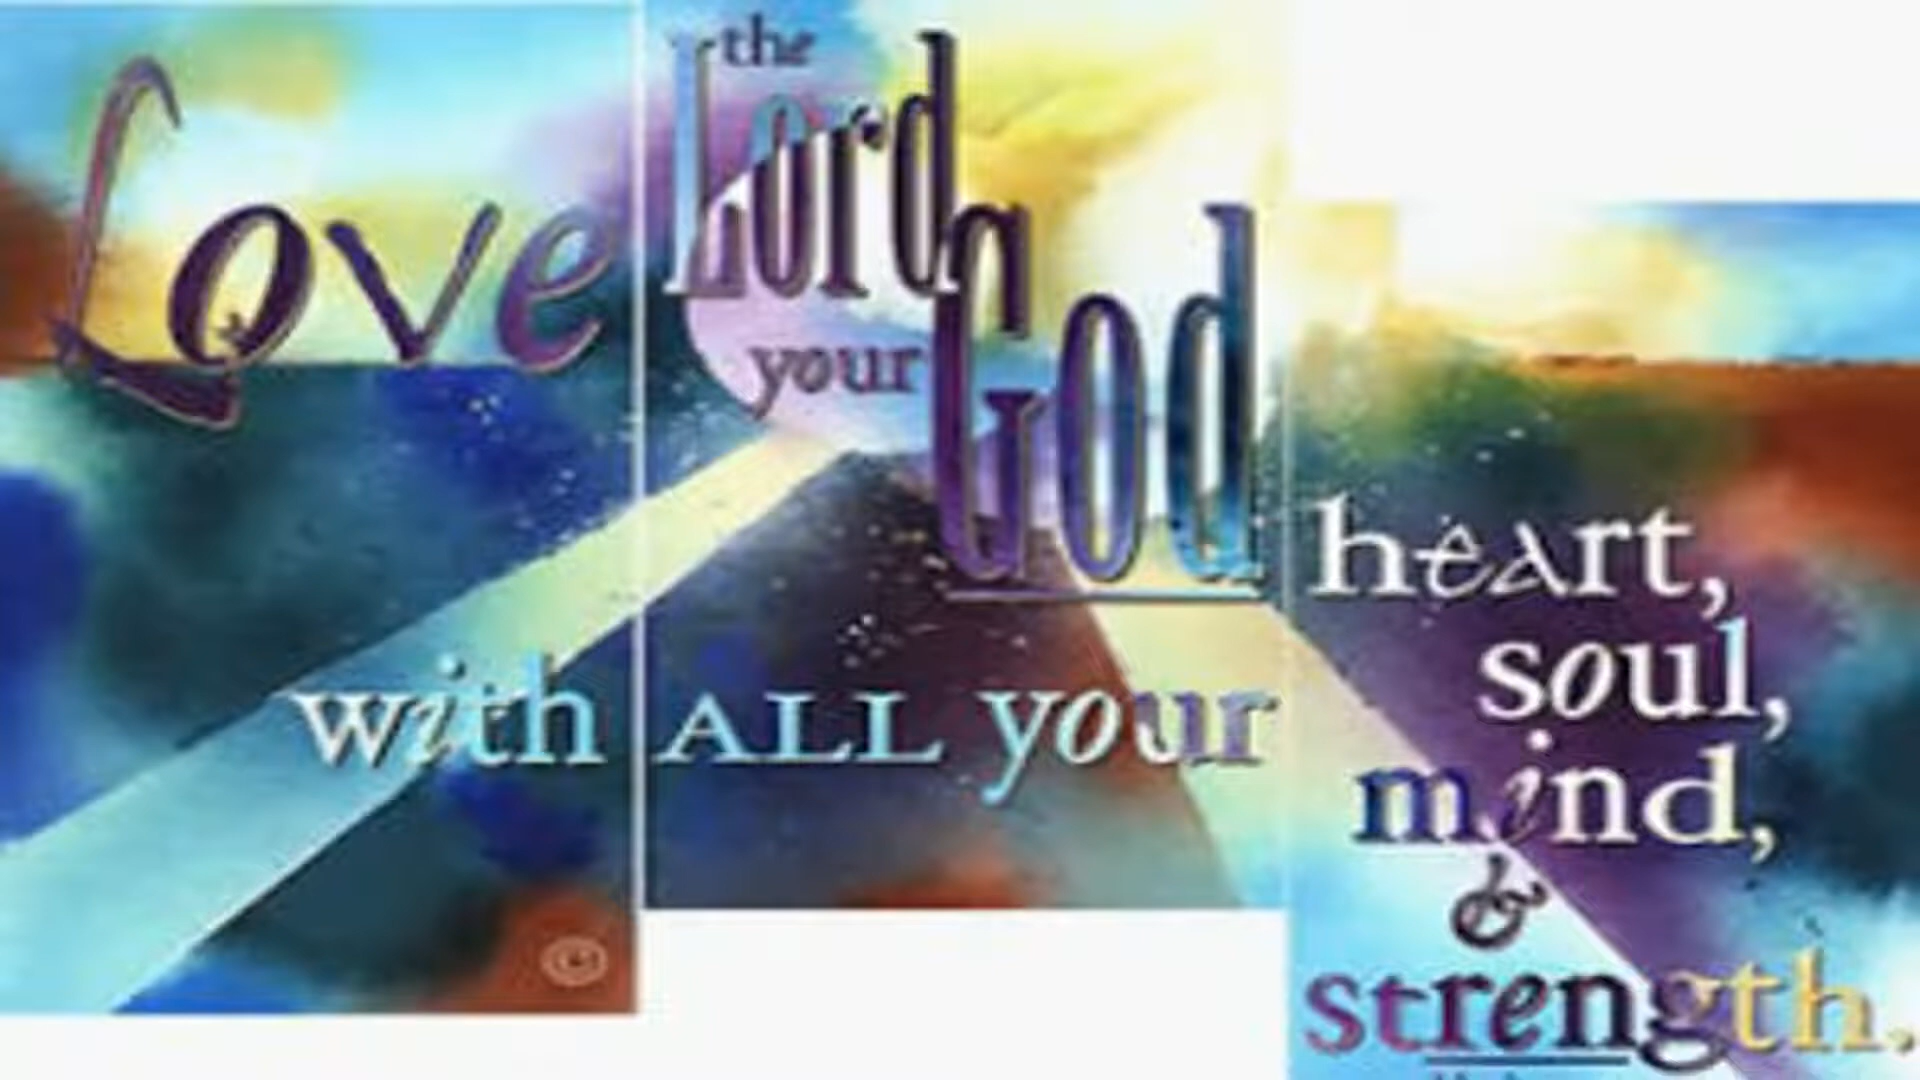 Love
the
Lord
your
God
with ALL your
heart,
soul,
mind,
&
strength.